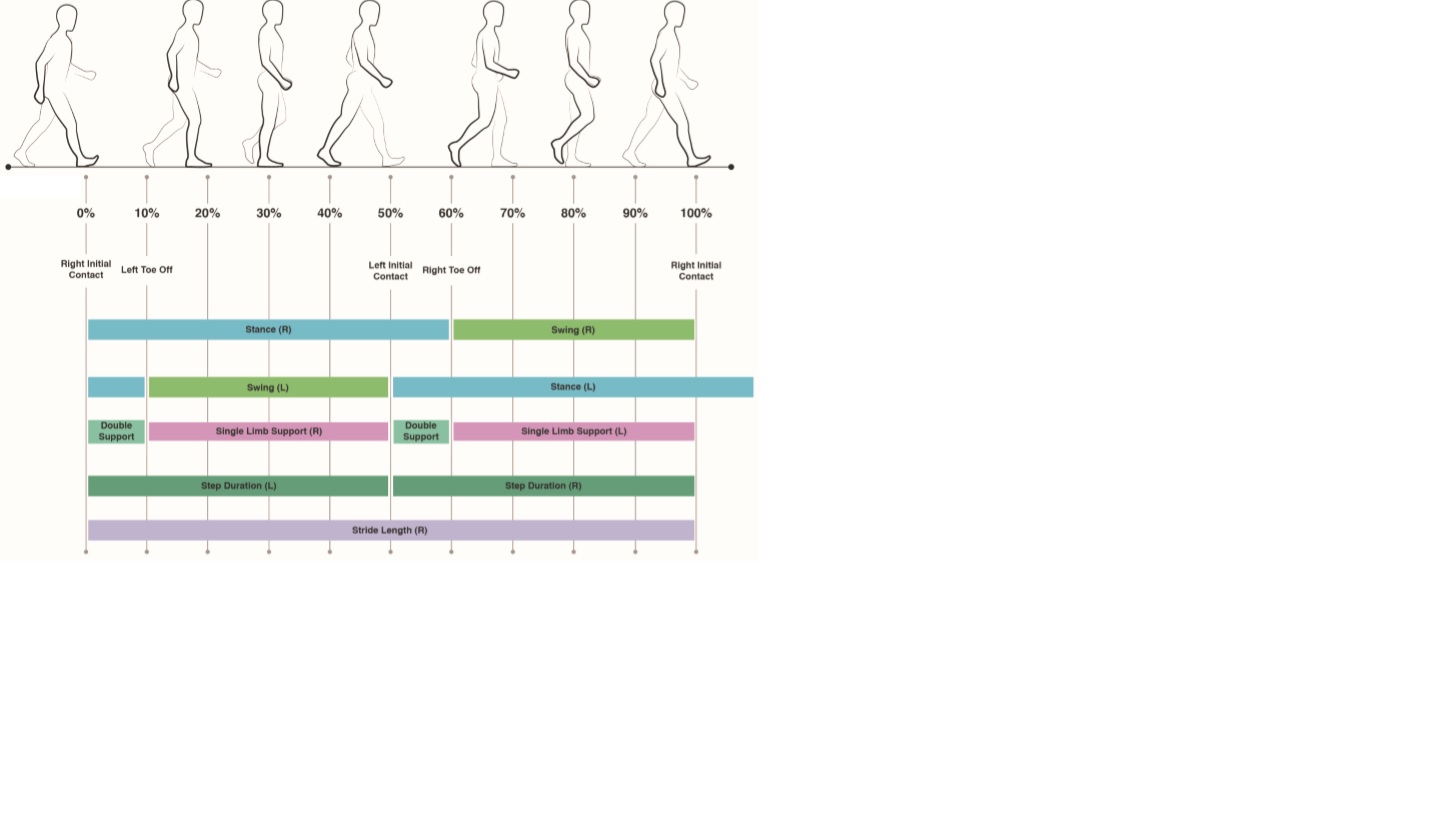 0% 10% 20% 30% 40% 50% 60% 70% 80% 90% 100%
Right Initial
Contact
Left Toe Off
Left Initial
Contact
Right Toe Off
Right Initial
Contact
Stance (R)
Swing (R)
Swing (L)
Stance (L)
Double
Support
Single Limb Support (R)
Double
Support
Single Limb Support (L)
Step Duration (L)
Step Duration (R)
Stride Length (R)